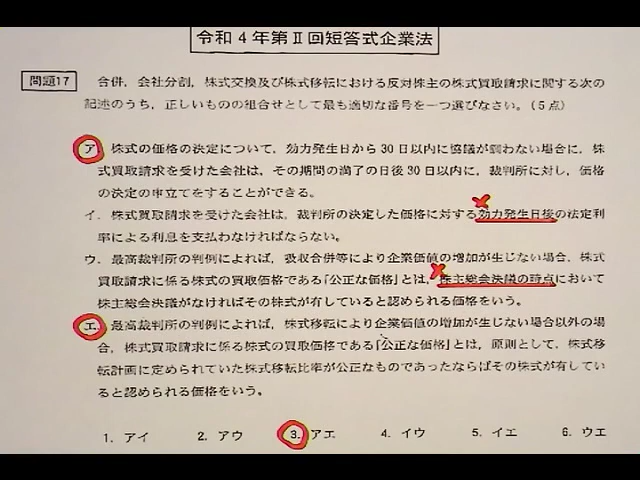 令和4年第Ⅱ回短答式企業法
問題17 合併，会社分割，株式交換及び株式移転における反対株主の株式買取請求に関する次の
記述のうち，正しいものの組合せとして最も適切な番号を一つ選びなさい。（5点）
ア．株式の価格の決定について，効力発生日から30日以内に協議が調わない場合に，株
式買取請求を受けた会社は，その期間の満了の日後30日以内に，裁判所に対し，価格
の決定の申立てをすることができる。
イ．株式買取請求を受けた会社は，裁判所の決定した価格に対する効力発生日後の法定利
率による利息を支払わなければならない。
ウ．最高裁判所の判例によれば，吸収合併等により企業価値の増加が生じない場合，株式
買取請求に係る株式の買取価格である「公正な価格」とは，株主総会決議の時点において
株主総会決議がなければその株式が有していると認められる価格をいう。
エ．最高裁判所の判例によれば，株式移転により企業価値の増加が生じない場合以外の場
合，株式買取請求に係る株式の買取価格である「公正な価格」とは，原則として，株式移
転計画に定められていた株式移転比率が公正なものであったならばその株式が有してい
ると認められる価格をいう。
1．アイ 2．アウ 3．アエ 4．イウ 5．イエ 6．ウエ